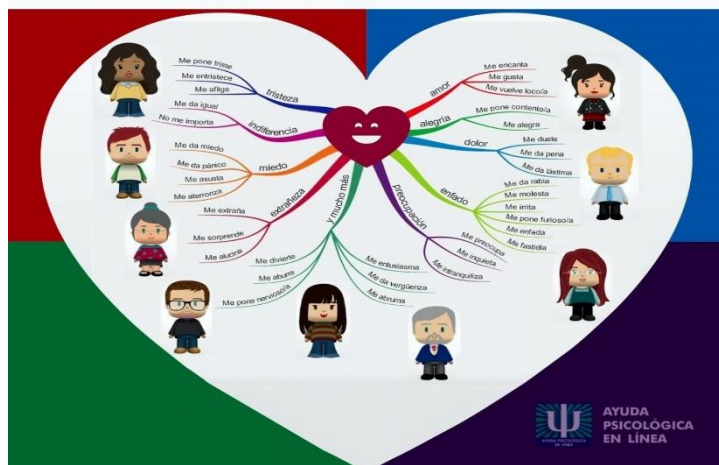 Me pone triste
Me entristece
Me aflige
tristeza
Me da igual
No me importa
indiferencia
Me da miedo
Me da pánico
Me asusta
Me aterroriza
miedo
Me extraña
Me sorprende
Me alucina
extrañeza
Me divierte
Me aburre
Me pone nervioso/a
y mucho más
Me entusiasma
Me da vergüenza
Me abruma
amor
Me encanta
Me gusta
Me vuelve loco/a
alegría
Me pone contento/a
Me alegra
dolor
Me duele
Me da pena
Me da lástima
enfado
Me da rabia
Me molesta
Me irrita
Me pone furioso/a
Me enfada
Me fastidia
preocupación
Me preocupa
Me inquieta
Me intranquiliza
AYUDA PSICOLÓGICA
EN LÍNEA
AYUDA
PSICOLÓGICA
EN LÍNEA